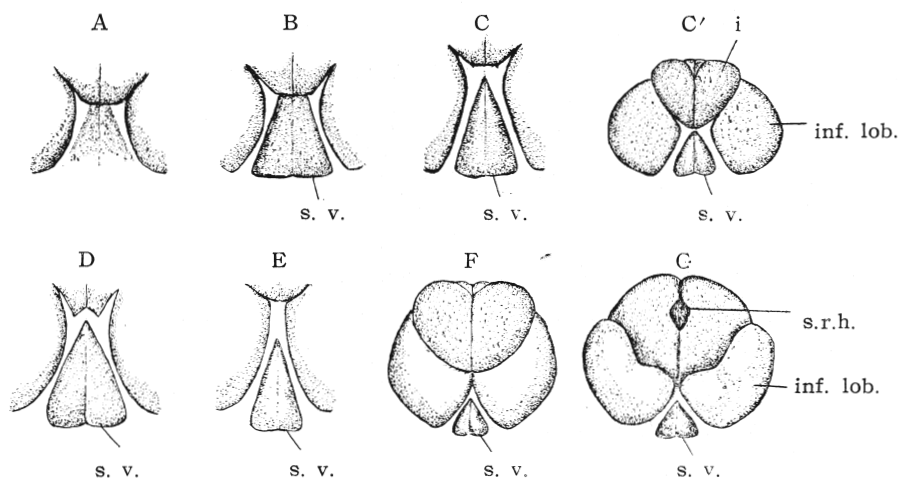 A B C C′ i
inf. lob.
s. v. s. v. s. v.
D E F G
s.r.h.
inf. lob.
s. v. s. v. s. v. s. v.